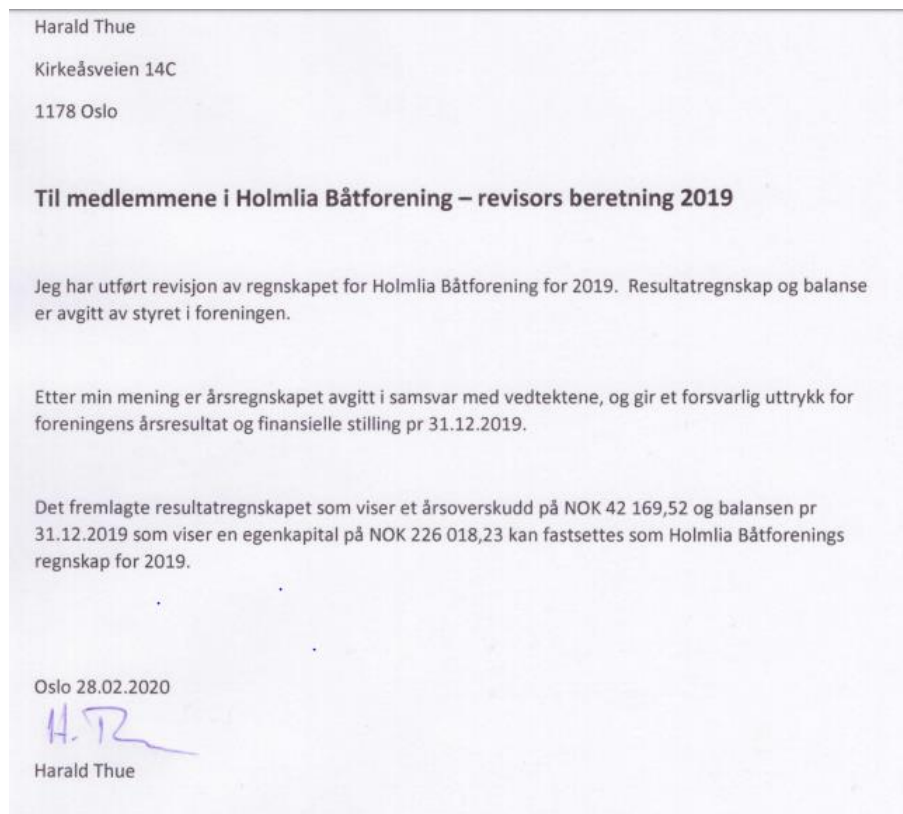 Harald Thue
Kirkeåsveien 14C
1178 Oslo
Til medlemmene i Holmlia Båtforening – revisors beretning 2019
Jeg har utført revisjon av regnskapet for Holmlia Båtforening for 2019.  Resultatregnskap og balanse
er avgitt av styret i foreningen.
Etter min mening er årsregnskapet avgitt i samsvar med vedtektene, og gir et forsvarlig uttrykk for
foreningens årsresultat og finansielle stilling pr 31.12.2019.
Det fremlagte resultatregnskapet som viser et årsoverskudd på NOK 42 169,52 og balansen pr
31.12.2019 som viser en egenkapital på NOK 226 018,23 kan fastsettes som Holmlia Båtforenings
regnskap for 2019.
Oslo 28.02.2020
Harald Thue